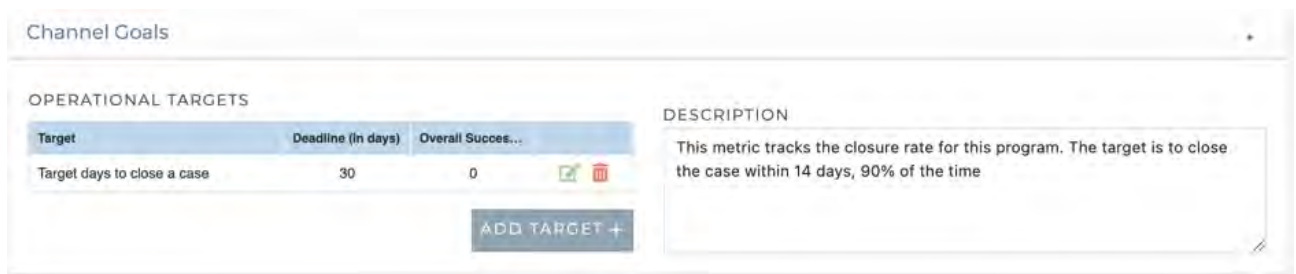 Channel Goals
OPERATIONAL TARGETS
Target Deadline (in days) Overall Succes...
Target days to close a case 30 0
ADD TARGET +
DESCRIPTION
This metric tracks the closure rate for this program. The target is to close
the case within 14 days, 90% of the time